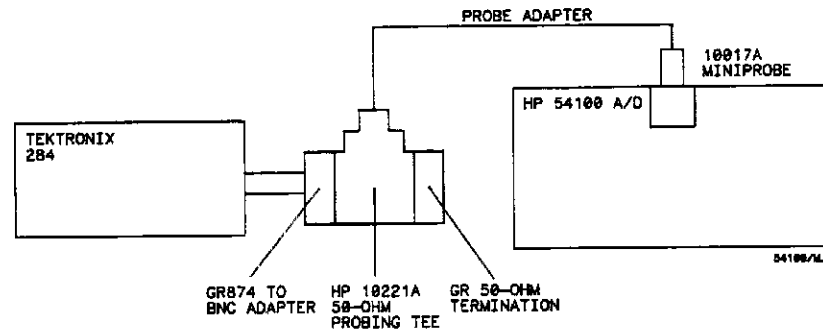 PROBE ADAPTER
10017A
MINIPROBE
HP 54100 A/D
TEKTRONIX
284
GR874 TO
BNC ADAPTER
HP 10221A
50-OHM
PROBING TEE
GR 50-OHM
TERMINATION